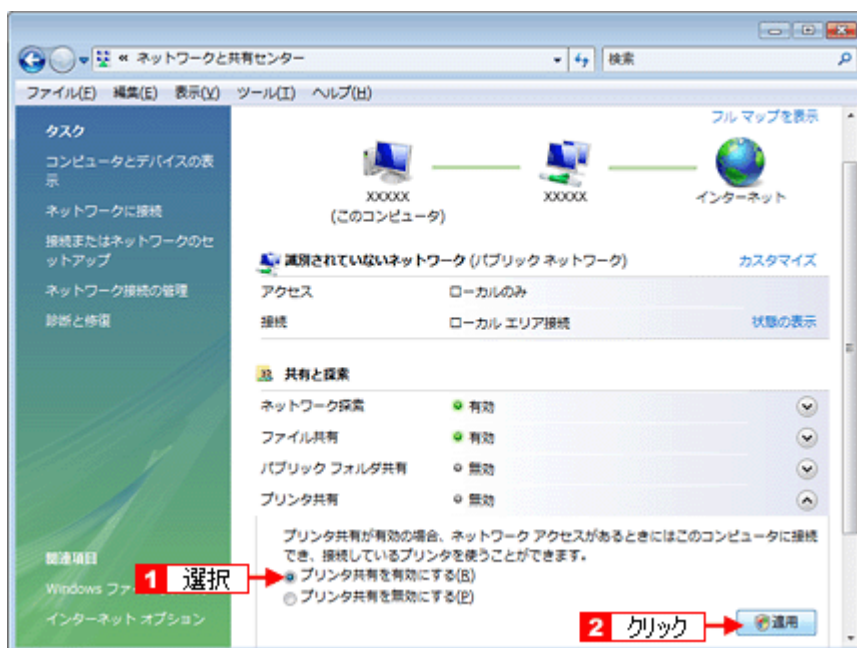 « ネットワークと共有センター
検索
ファイル(F) 編集(E) 表示(V) ツール(T) ヘルプ(H)
タスク
コンピュータとデバイスの表
示
ネットワークに接続
接続またはネットワークのセ
ットアップ
ネットワーク接続の管理
診断と修復
関連項目
Windows ファ
インターネット オプション
フル マップを表示
XXXXX
(このコンピュータ)
XXXXX
インターネット
識別されていないネットワーク (パブリック ネットワーク)
カスタマイズ
アクセス ローカルのみ
接続 ローカル エリア接続 状態の表示
共有と探索
ネットワーク探索 有効
ファイル共有 有効
パブリック フォルダ共有 無効
プリンタ共有 無効
プリンタ共有が有効の場合、ネットワーク アクセスがあるときにはこのコンピュータに接続
でき、接続しているプリンタを使うことができます。
1 選択
プリンタ共有を有効にする(R)
プリンタ共有を無効にする(P)
2 クリック
適用